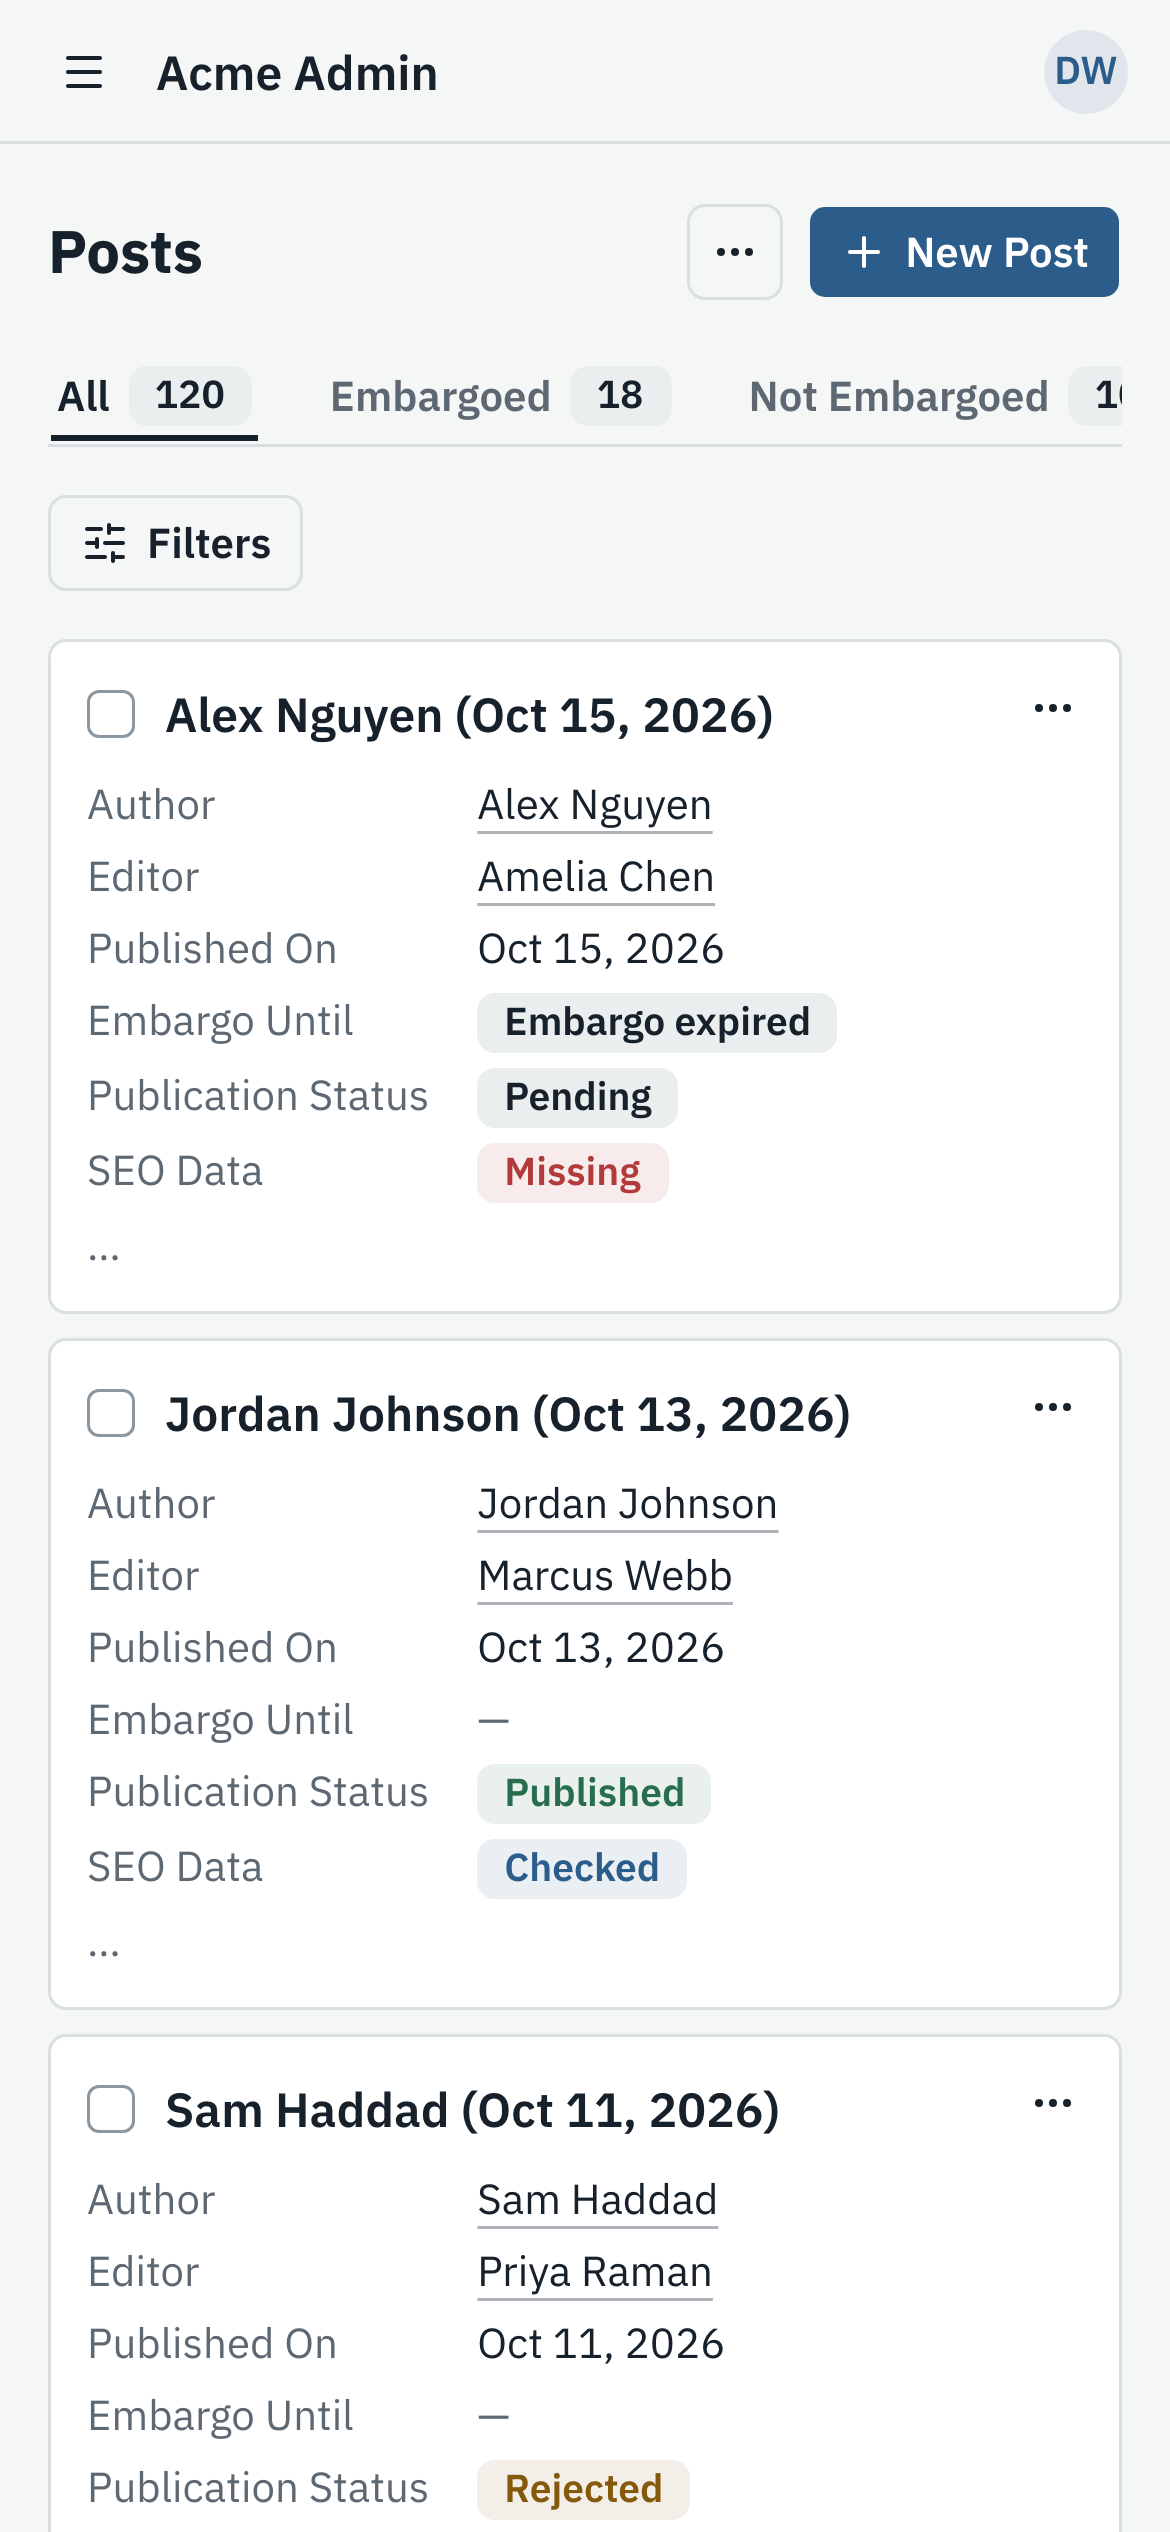 Acme Admin
DW
Posts
... + New Post
All 120 Embargoed 18 Not Embargoed
Filters
Alex Nguyen (Oct 15, 2026) ...
Author Alex Nguyen
Editor Amelia Chen
Published On Oct 15, 2026
Embargo Until Embargo expired
Publication Status Pending
SEO Data Missing
...
Jordan Johnson (Oct 13, 2026) ...
Author Jordan Johnson
Editor Marcus Webb
Published On Oct 13, 2026
Embargo Until —
Publication Status Published
SEO Data Checked
...
Sam Haddad (Oct 11, 2026) ...
Author Sam Haddad
Editor Priya Raman
Published On Oct 11, 2026
Embargo Until —
Publication Status Rejected